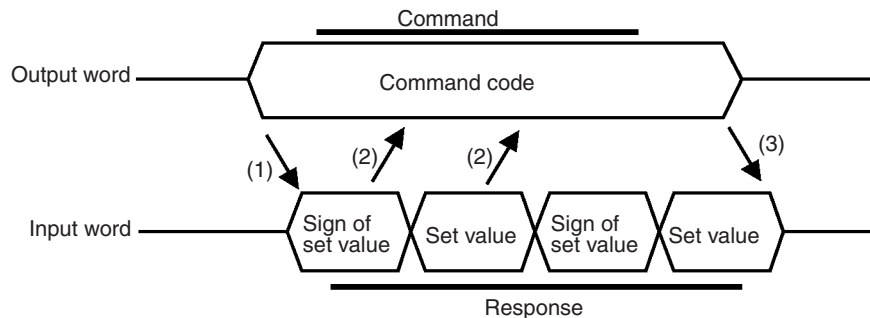 Command
Output word
Command code
(1)
(2)
(2)
(3)
Input word
Sign of
set value
Set value
Sign of
set value
Set value
Response